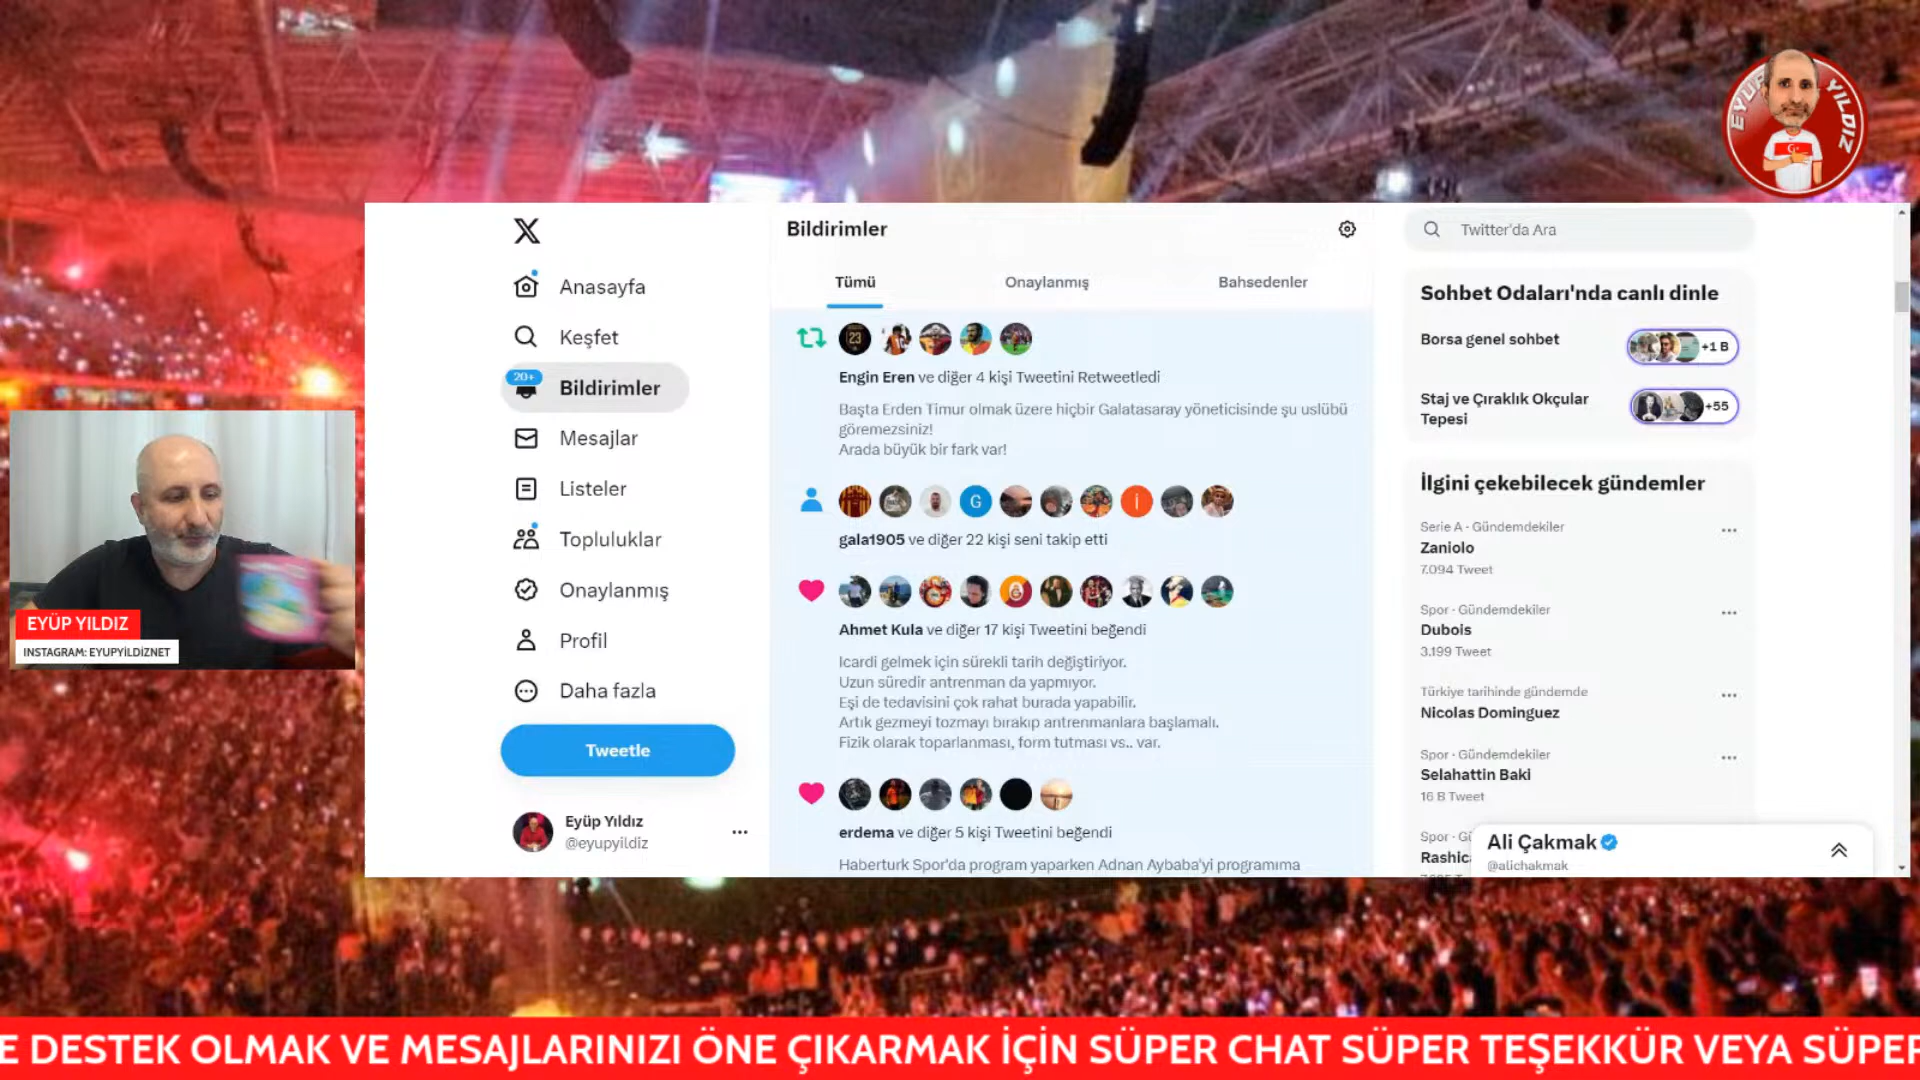 EYÜP YILDIZ
Bildirimler
Twitter'da Ara
Anasayfa
Keşfet
20+
Bildirimler
Mesajlar
Listeler
Topluluklar
Onaylanmış
Profil
Daha fazla
Tweetle
Eyüp Yıldız
@eyupyildiz
Tümü
Onaylanmış
Bahsedenler
23
Engin Eren ve diğer 4 kişi Tweetini Retweetledi
Başta Erden Timur olmak üzere hiçbir Galatasaray yöneticisinde şu uslübü
göremezsiniz!
Arada büyük bir fark var!
G
i
gala1905 ve diğer 22 kişi seni takip etti
Ahmet Kula ve diğer 17 kişi Tweetini beğendi
Icardi gelmek için sürekli tarih değiştiriyor.
Uzun süredir antrenman da yapmıyor.
Eşi de tedavisini çok rahat burada yapabilir.
Artık gezmeyi tozmayı bırakıp antrenmanlara başlamalı.
Fizik olarak toparlanması, form tutması vs.. var.
erdema ve diğer 5 kişi Tweetini beğendi
Haberturk Spor'da program yaparken Adnan Aybaba'yi programıma
Sohbet Odaları'nda canlı dinle
Borsa genel sohbet
+1 B
Staj ve Çıraklık Okçular
Tepesi
+55
İlgini çekebilecek gündemler
Serie A · Gündemdekiler
Zaniolo
7.094 Tweet
Spor · Gündemdekiler
Dubois
3.199 Tweet
Türkiye tarihinde gündemde
Nicolas Dominguez
Spor · Gündemdekiler
Selahattin Baki
16 B Tweet
Ali Çakmak
@alichakmak
EYÜP YILDIZ
INSTAGRAM: EYUPYİLDİZNET
E DESTEK OLMAK VE MESAJLARINIZI ÖNE ÇIKARMAK İÇİN SÜPER CHAT SÜPER TEŞEKKÜR VEYA SÜPER